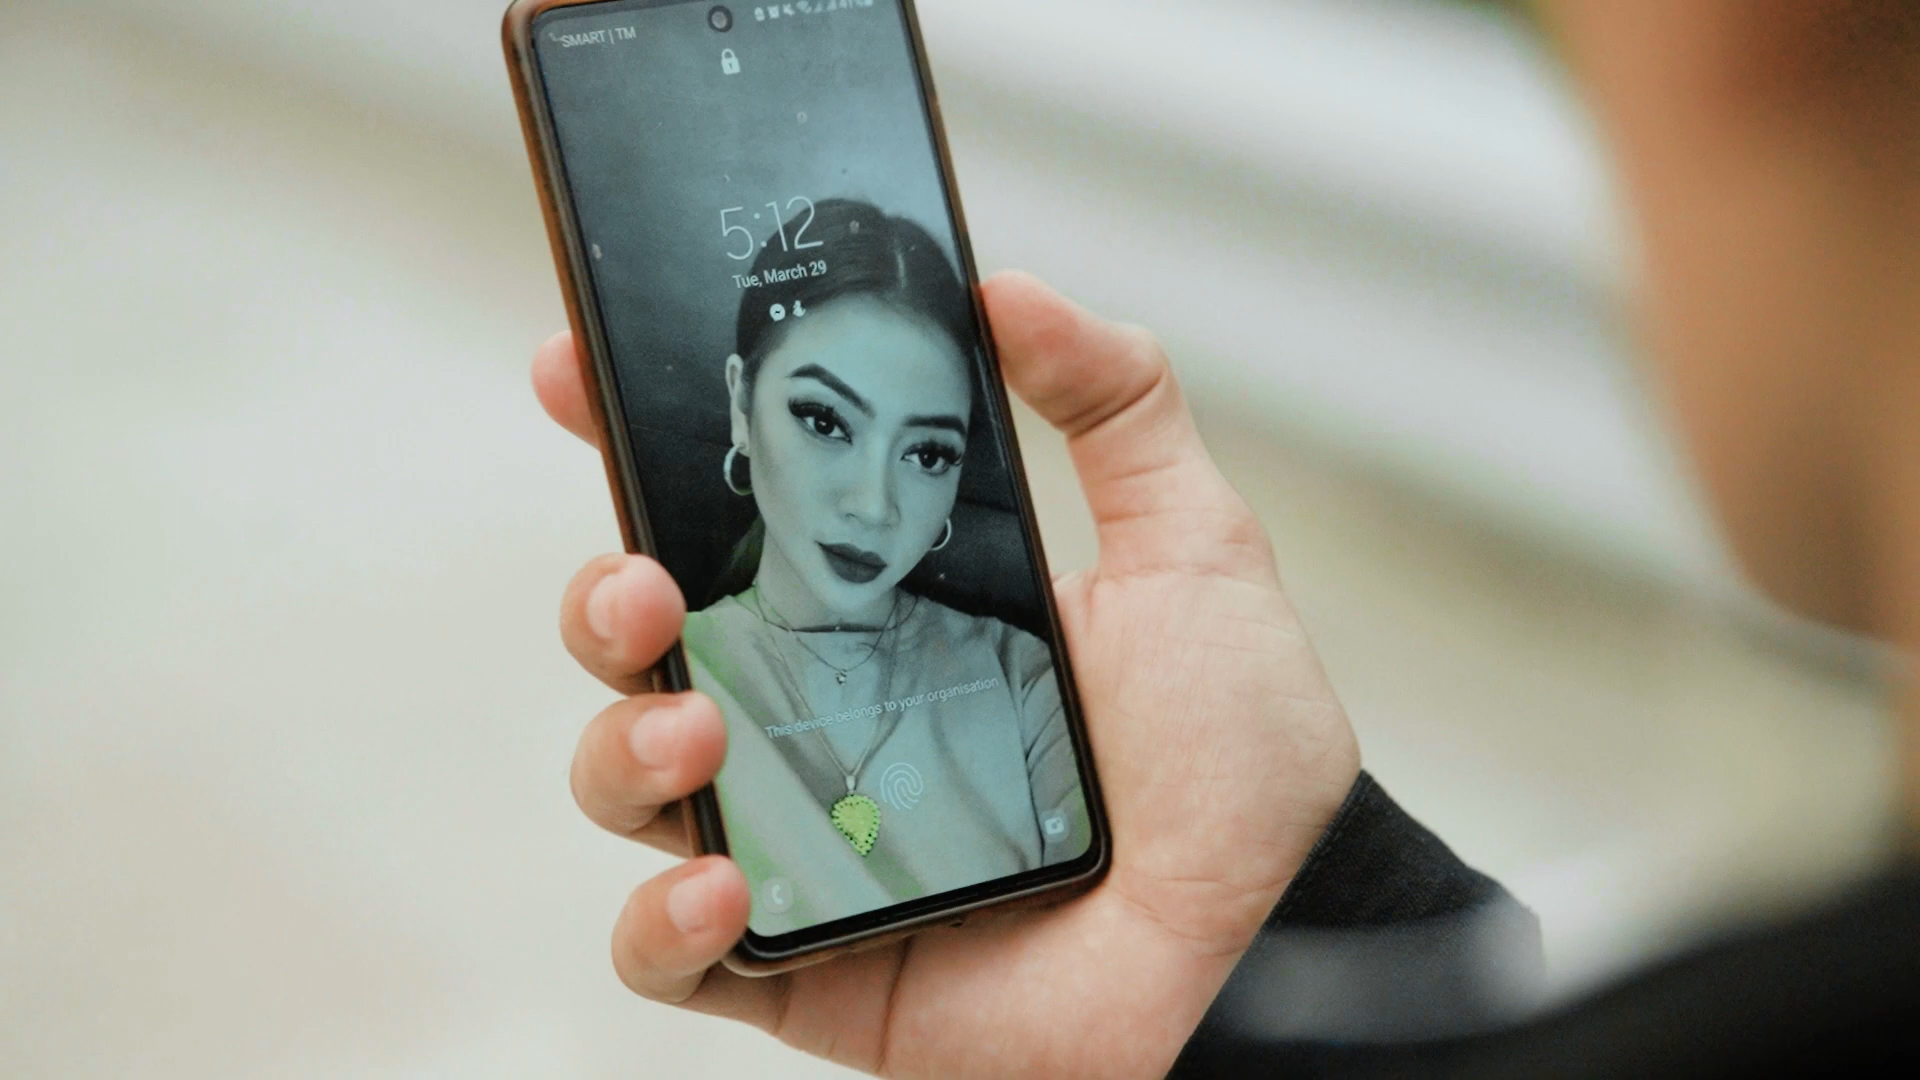 SMART | TM
5:12
Tue, March 29
This device belongs to your organisation